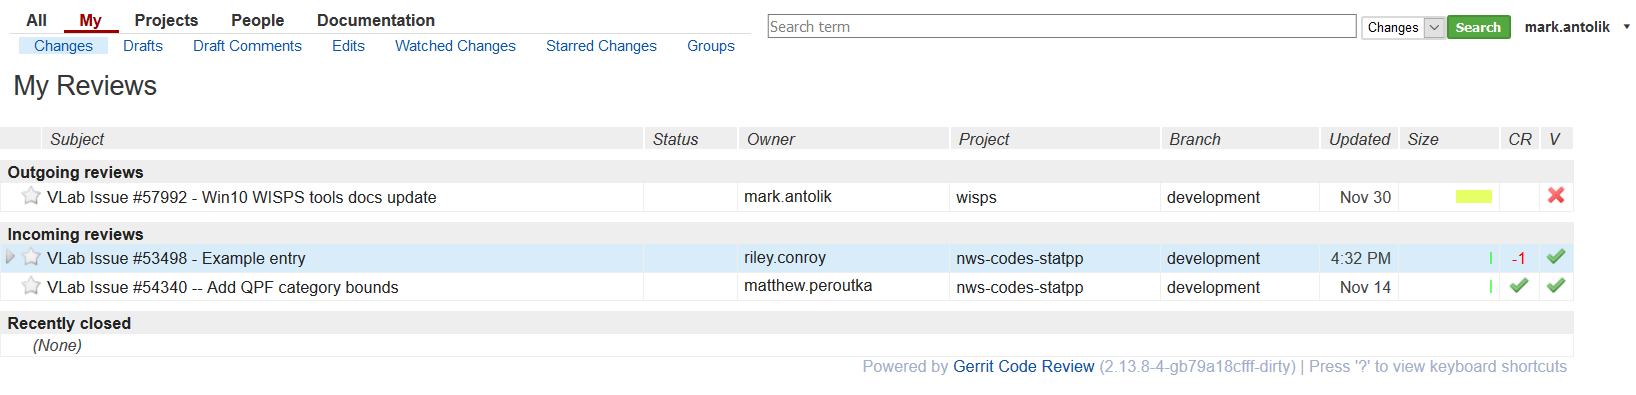 All My Projects People Documentation
Search term Changes Search mark.antolik
Changes Drafts Draft Comments Edits Watched Changes Starred Changes Groups
My Reviews
Subject Status Owner Project Branch Updated Size CR V
Outgoing reviews
VLab Issue #57992 - Win10 WISPS tools docs update mark.antolik wisps development Nov 30
Incoming reviews
VLab Issue #53498 - Example entry riley.conroy nws-codes-statpp development 4:32 PM -1
VLab Issue #54340 -- Add QPF category bounds matthew.peroutka nws-codes-statpp development Nov 14
Recently closed
(None)
Powered by Gerrit Code Review (2.13.8-4-gb79a18cfff-dirty) | Press '?' to view keyboard shortcuts